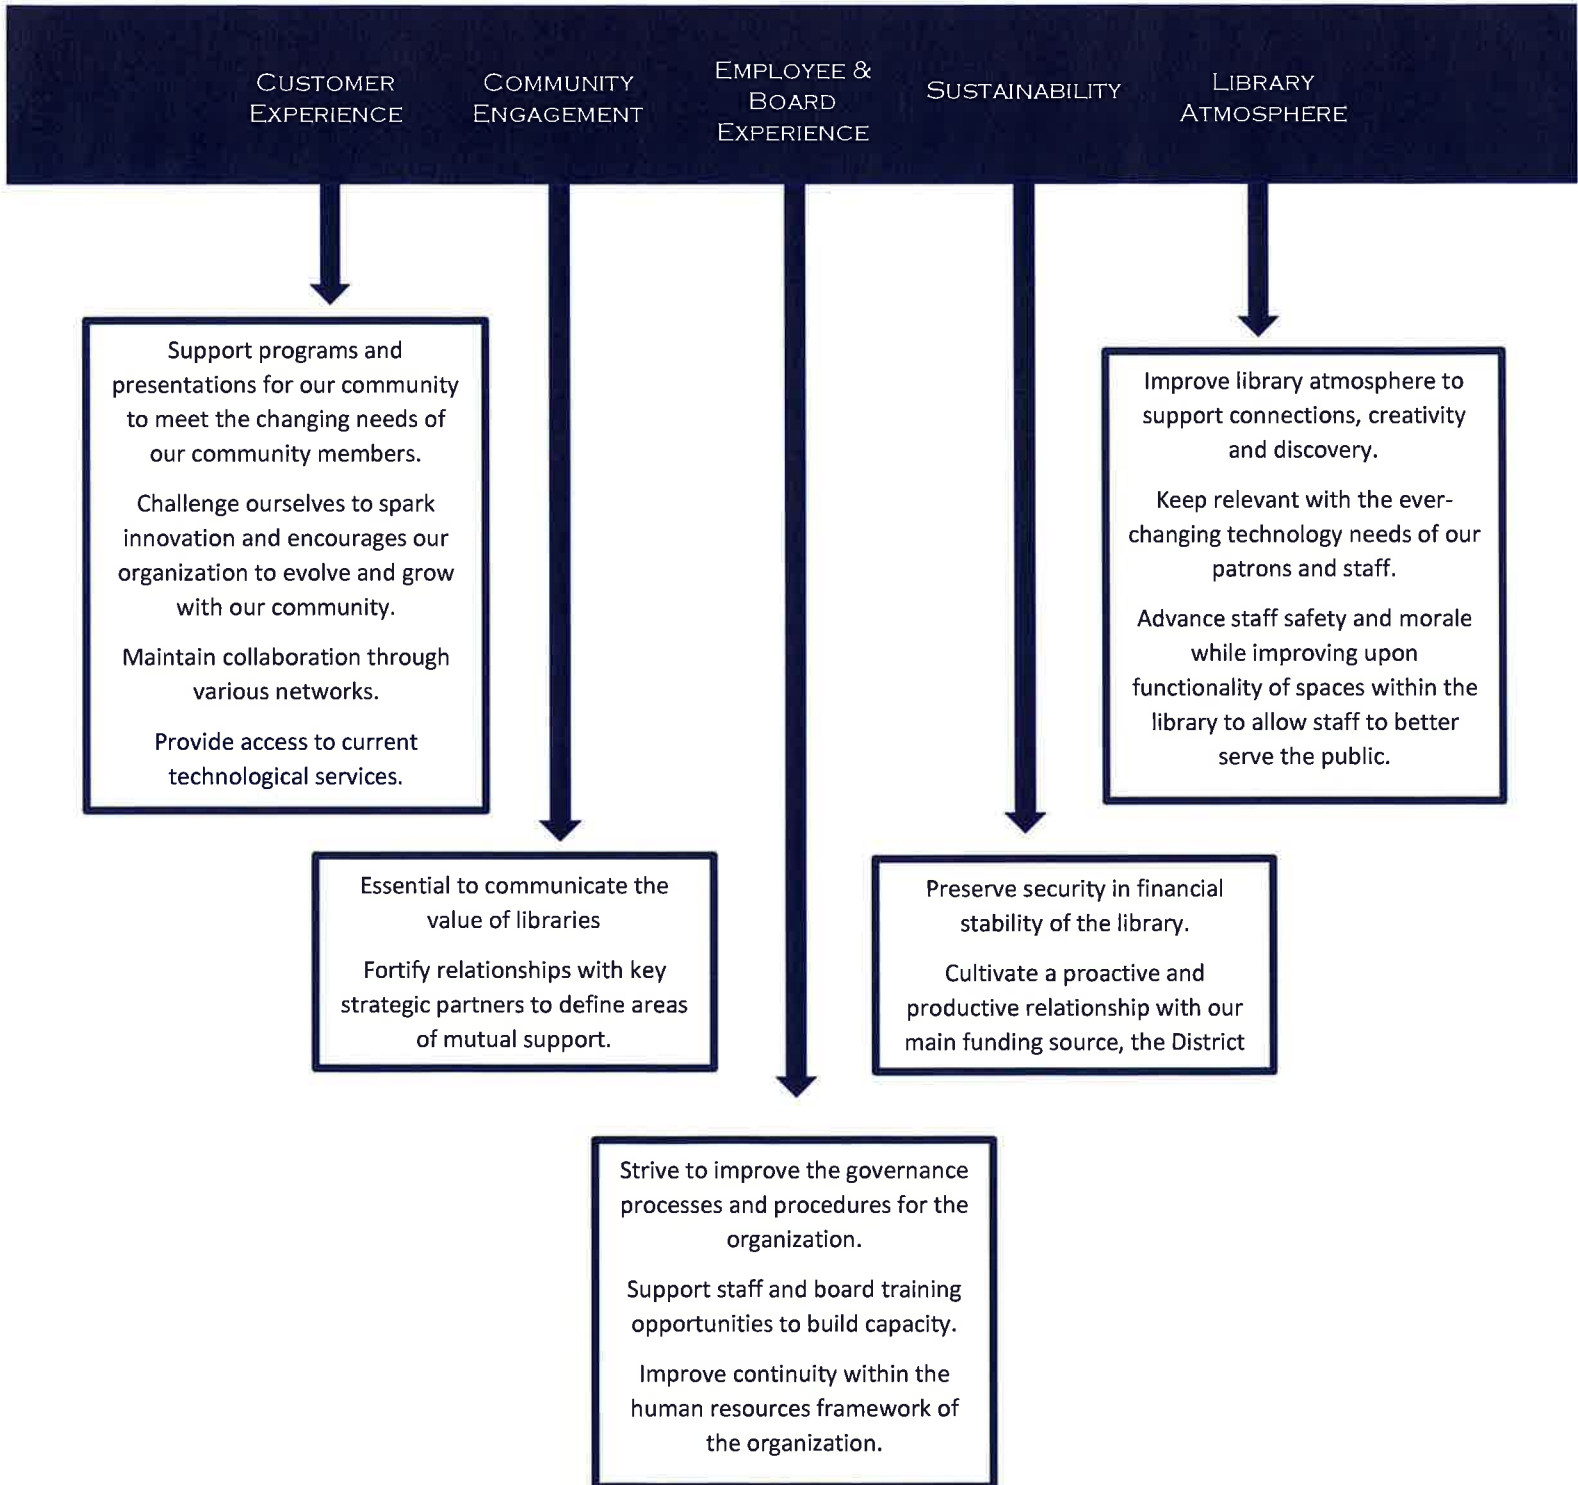 CUSTOMER
EXPERIENCE
COMMUNITY
ENGAGEMENT
EMPLOYEE &
BOARD
EXPERIENCE
SUSTAINABILITY
LIBRARY
ATMOSPHERE
Support programs and
presentations for our community
to meet the changing needs of
our community members.
Challenge ourselves to spark
innovation and encourages our
organization to evolve and grow
with our community.
Maintain collaboration through
various networks.
Provide access to current
technological services.
Improve library atmosphere to
support connections, creativity
and discovery.
Keep relevant with the ever-
changing technology needs of our
patrons and staff.
Advance staff safety and morale
while improving upon
functionality of spaces within the
library to allow staff to better
serve the public.
Essential to communicate the
value of libraries
Fortify relationships with key
strategic partners to define areas
of mutual support.
Preserve security in financial
stability of the library.
Cultivate a proactive and
productive relationship with our
main funding source, the District
Strive to improve the governance
processes and procedures for the
organization.
Support staff and board training
opportunities to build capacity.
Improve continuity within the
human resources framework of
the organization.